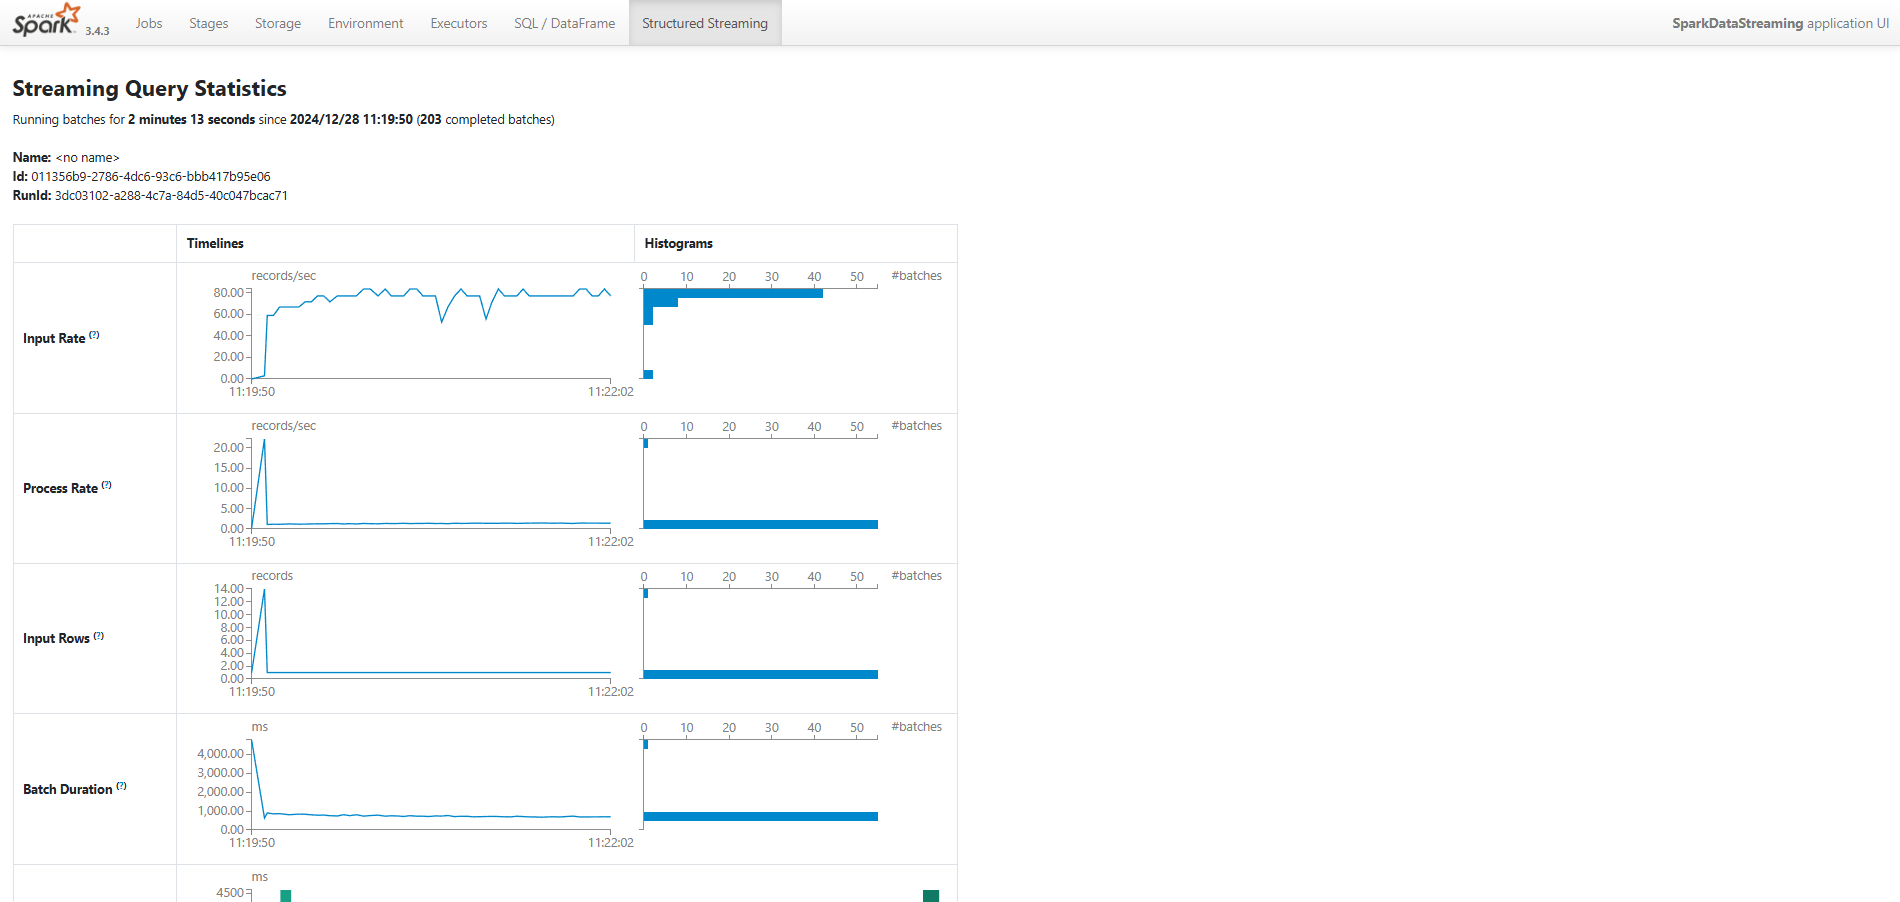 APACHE
Spark 3.4.3 Jobs Stages Storage Environment Executors SQL / DataFrame Structured Streaming SparkDataStreaming application UI
Streaming Query Statistics
Running batches for 2 minutes 13 seconds since 2024/12/28 11:19:50 (203 completed batches)
Name: <no name>
Id: 011356b9-2786-4dc6-93c6-bbb417b95e06
RunId: 3dc03102-a288-4c7a-84d5-40c047bcac71
Timelines Histograms
Input Rate (?)
records/sec
80.00
60.00
40.00
20.00
0.00
11:19:50 11:22:02
0 10 20 30 40 50 #batches
Process Rate (?)
records/sec
20.00
15.00
10.00
5.00
0.00
11:19:50 11:22:02
0 10 20 30 40 50 #batches
Input Rows (?)
records
14.00
12.00
10.00
8.00
6.00
4.00
2.00
0.00
11:19:50 11:22:02
0 10 20 30 40 50 #batches
Batch Duration (?)
ms
4,000.00
3,000.00
2,000.00
1,000.00
0.00
11:19:50 11:22:02
0 10 20 30 40 50 #batches
ms
4500